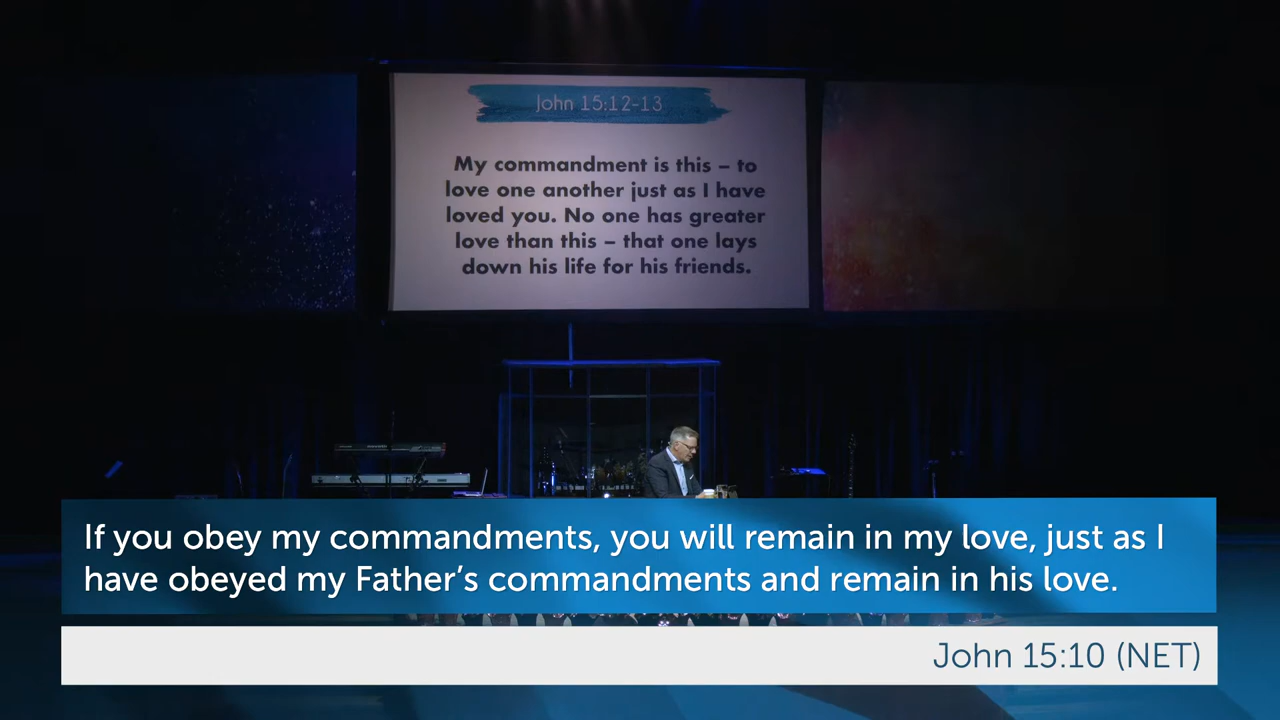 John 15:12-13
My commandment is this – to
love one another just as I have
loved you. No one has greater
love than this – that one lays
down his life for his friends.
If you obey my commandments, you will remain in my love, just as I
have obeyed my Father’s commandments and remain in his love.
John 15:10 (NET)